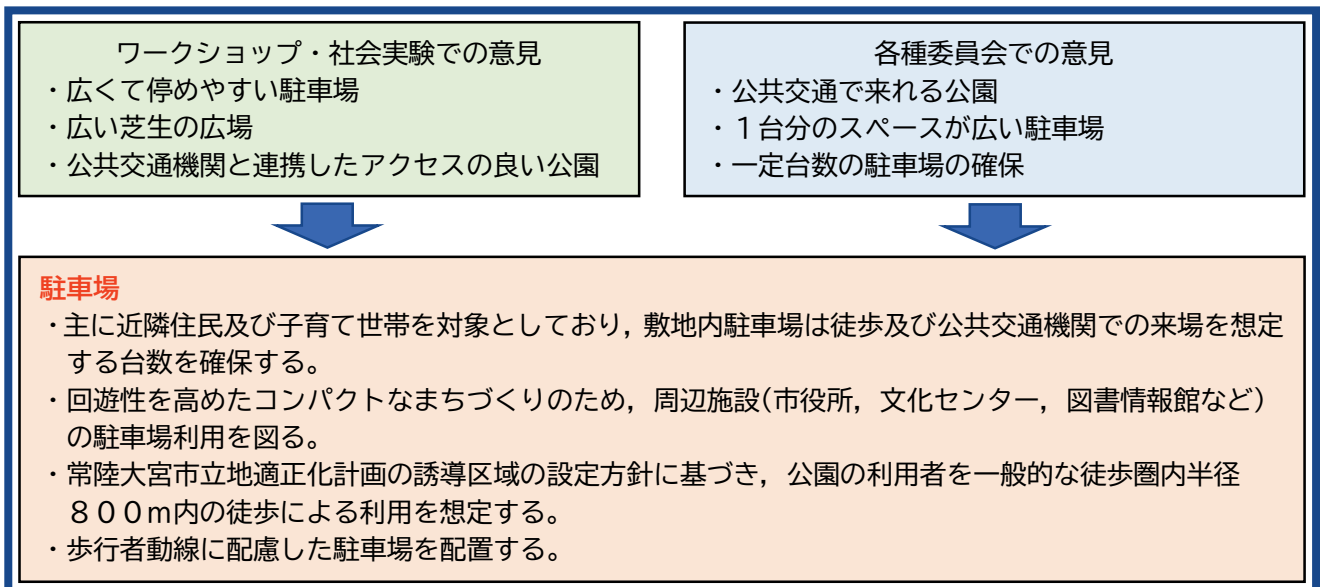 ワークショップ・社会実験での意見
・広くて停めやすい駐車場
・広い芝生の広場
・公共交通機関と連携したアクセスの良い公園
各種委員会での意見
・公共交通で来れる公園
・１台分のスペースが広い駐車場
・一定台数の駐車場の確保
駐車場
・主に近隣住民及び子育て世帯を対象としており，敷地内駐車場は徒歩及び公共交通機関での来場を想定
する台数を確保する。
・回遊性を高めたコンパクトなまちづくりのため，周辺施設(市役所，文化センター，図書情報館など)
の駐車場利用を図る。
・常陸大宮市立地適正化計画の誘導区域の設定方針に基づき，公園の利用者を一般的な徒歩圏内半径
８００ｍ内の徒歩による利用を想定する。
・歩行者動線に配慮した駐車場を配置する。